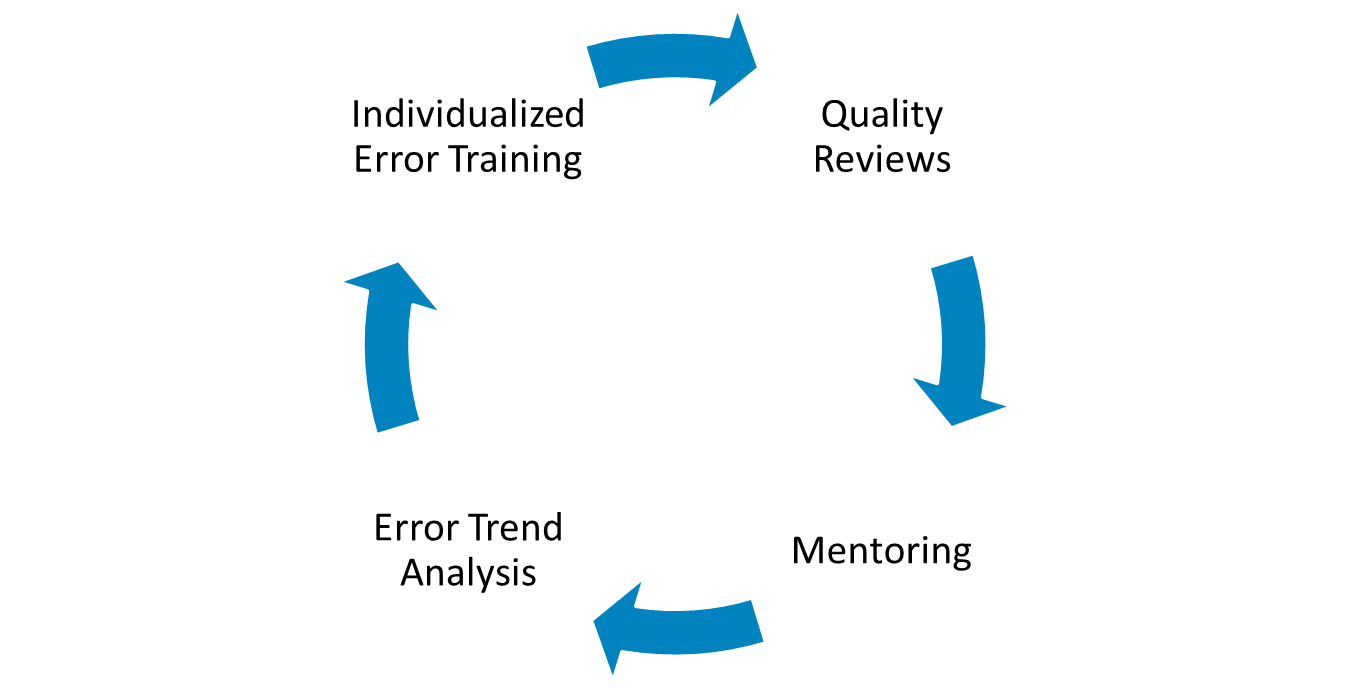 Individualized
Error Training
Quality
Reviews
Error Trend
Analysis
Mentoring